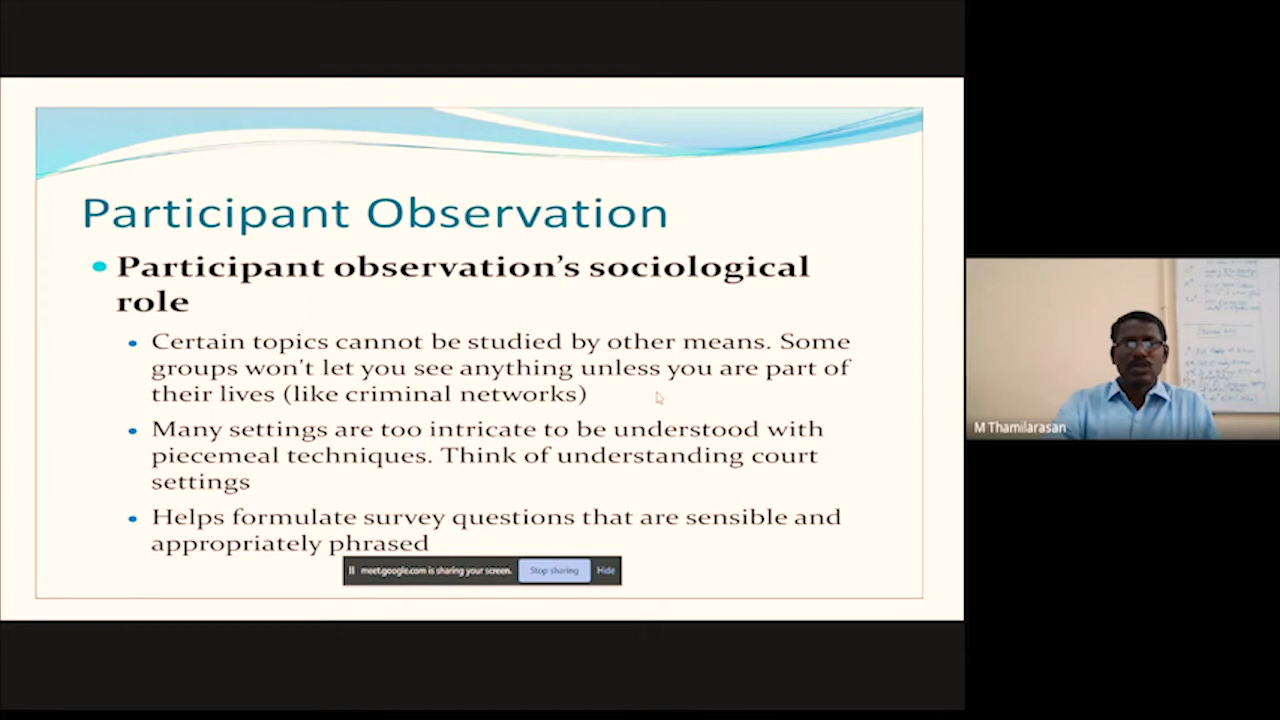 Participant Observation
Participant observation’s sociological
role
Certain topics cannot be studied by other means. Some
groups won't let you see anything unless you are part of
their lives (like criminal networks)
Many settings are too intricate to be understood with
piecemeal techniques. Think of understanding court
settings
Helps formulate survey questions that are sensible and
appropriately phrased
meet.google.com is sharing your screen. Stop sharing Hide
M Thamilarasan